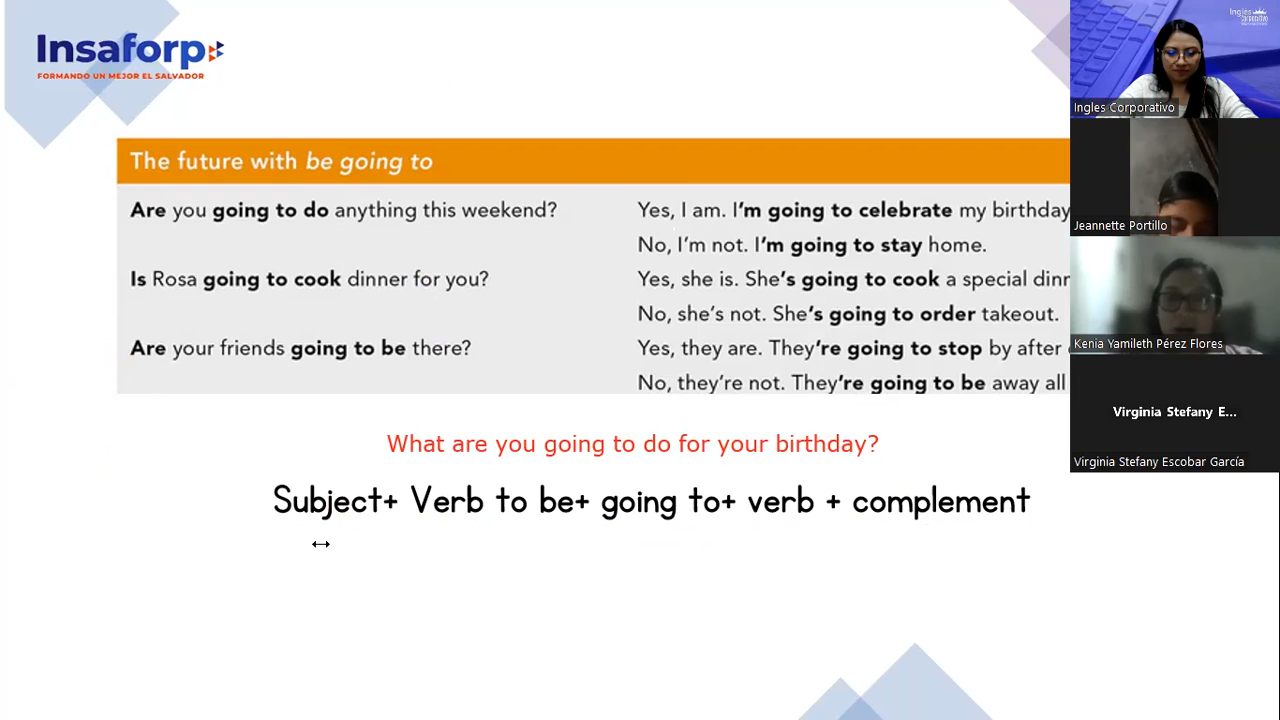 Insaforp
FORMANDO UN MEJOR EL SALVADOR
The future with be going to
Are you going to do anything this weekend?
Yes, I am. I'm going to celebrate my birthday
No, I'm not. I'm going to stay home.
Is Rosa going to cook dinner for you?
Yes, she is. She's going to cook a special dinn
No, she's not. She's going to order takeout.
Are your friends going to be there?
Yes, they are. They're going to stop by after
No, they're not. They're going to be away all
What are you going to do for your birthday?
Subject+ Verb to be+ going to+ verb + complement
Ingles Corporativo
Jeannette Portillo
Kenia Yamileth Pérez Flores
Virginia Stefany E...
Virginia Stefany Escobar García